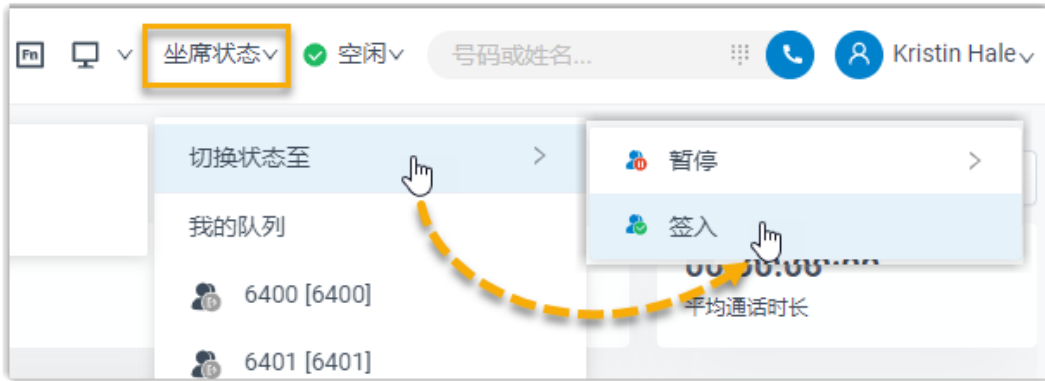 Fn 坐席状态 空闲 号码或姓名... Kristin Hale
切换状态至
暂停
我的队列
签入
6400 [6400]
平均通话时长
6401 [6401]